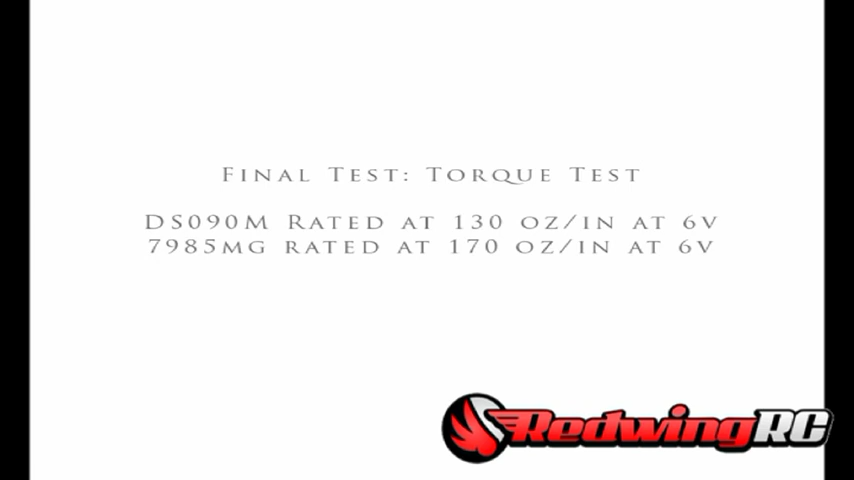 Final Test: Torque Test
DS090M Rated at 130 oz/in at 6v
7985mg rated at 170 oz/in at 6v
RedwingRC